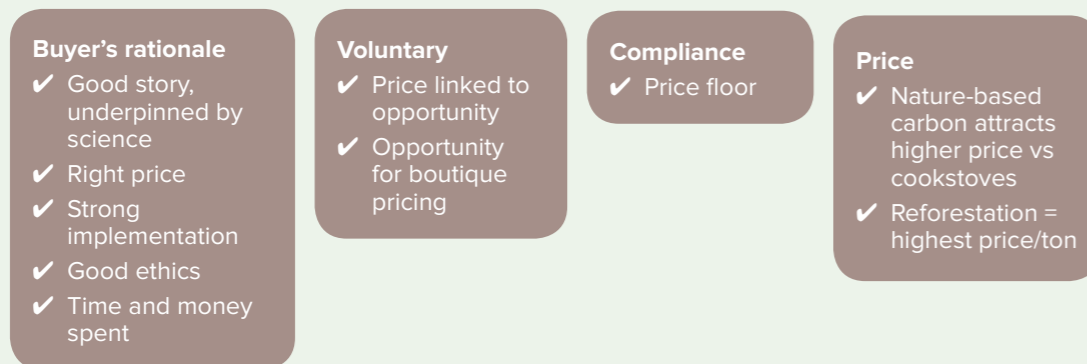 Buyer’s rationale
✔ Good story,
underpinned by
science
✔ Right price
✔ Strong
implementation
✔ Good ethics
✔ Time and money
spent
Voluntary
✔ Price linked to
opportunity
✔ Opportunity
for boutique
pricing
Compliance
✔ Price floor
Price
✔ Nature-based
carbon attracts
higher price vs
cookstoves
✔ Reforestation =
highest price/ton